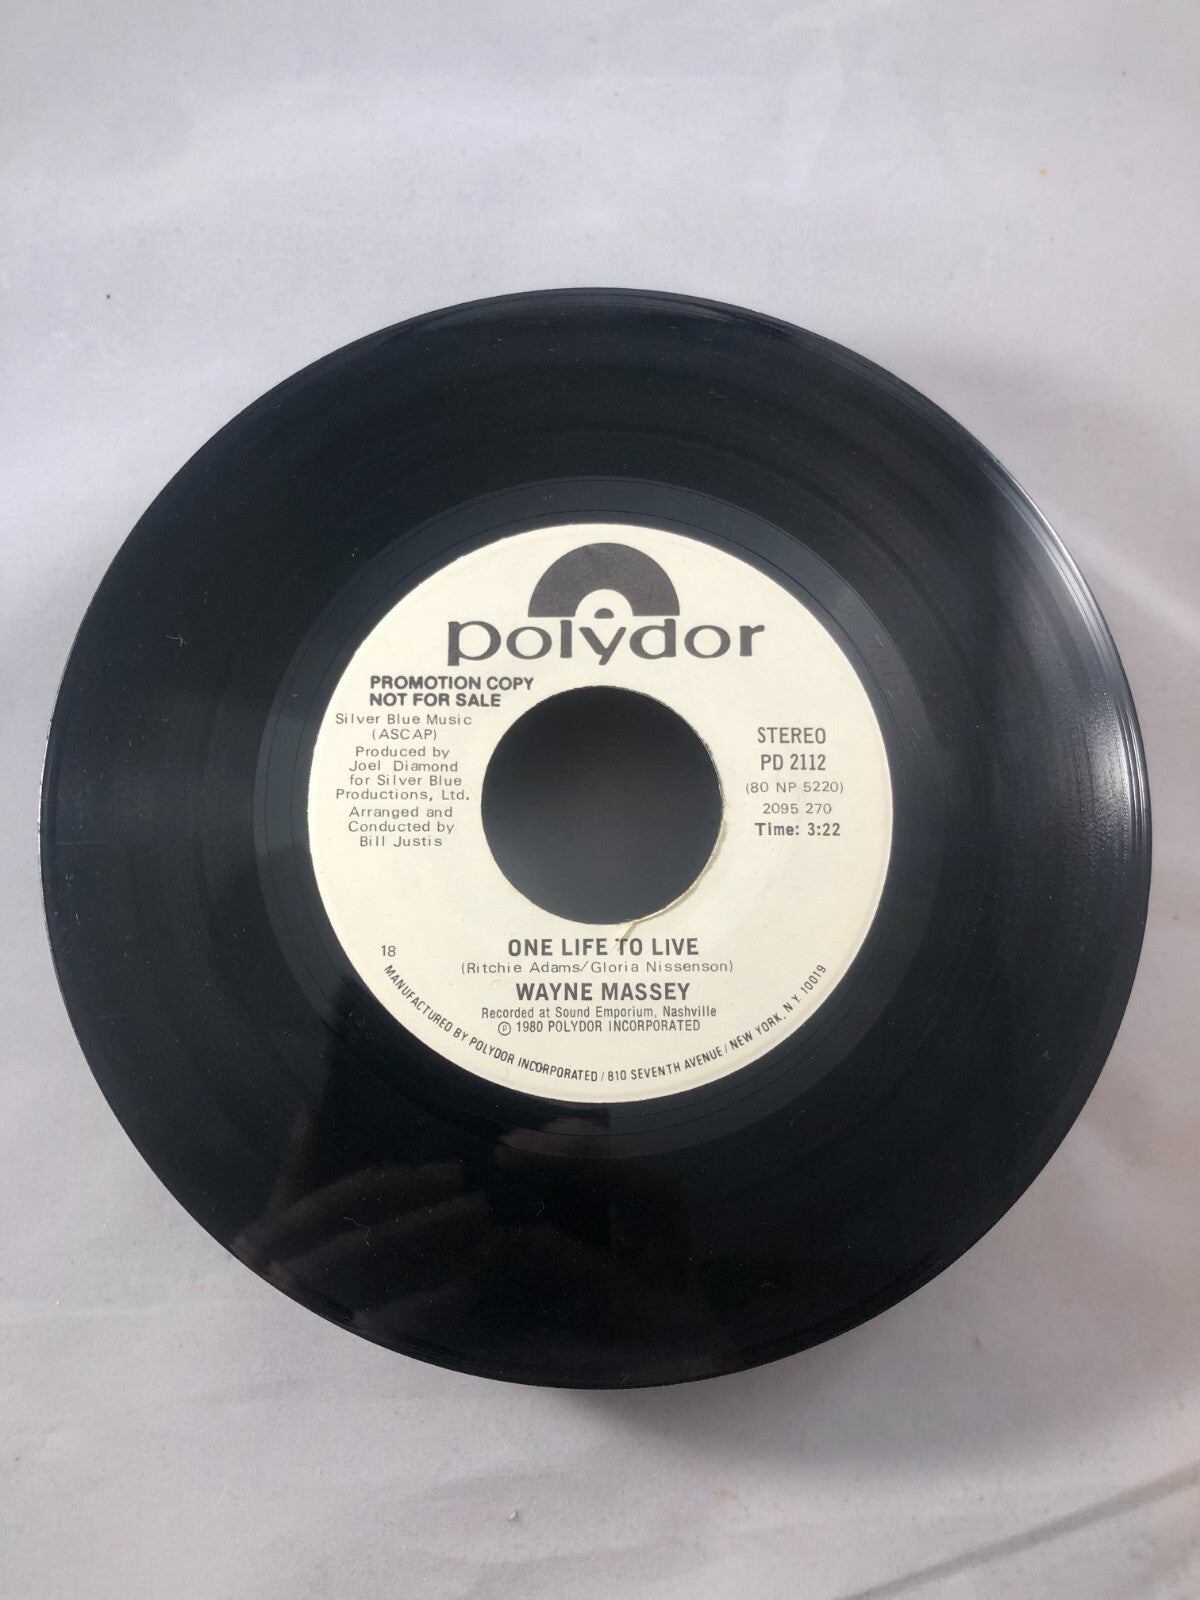 polydor
PROMOTION COPY
NOT FOR SALE
Silver Blue Music
(ASCAP)
Produced by
Joel Diamond
for Silver Blue
Productions, Ltd.
Arranged and
Conducted by
Bill Justis
STEREO
PD 2112
(80 NP 5220)
2095 270
Time: 3:22
18
ONE LIFE TO LIVE
(Ritchie Adams/Gloria Nissenson)
WAYNE MASSEY
Recorded at Sound Emporium, Nashville
Ⓟ 1980 POLYDOR INCORPORATED
MANUFACTURED BY POLYDOR INCORPORATED / 810 SEVENTH AVENUE / NEW YORK, N.Y. 10019